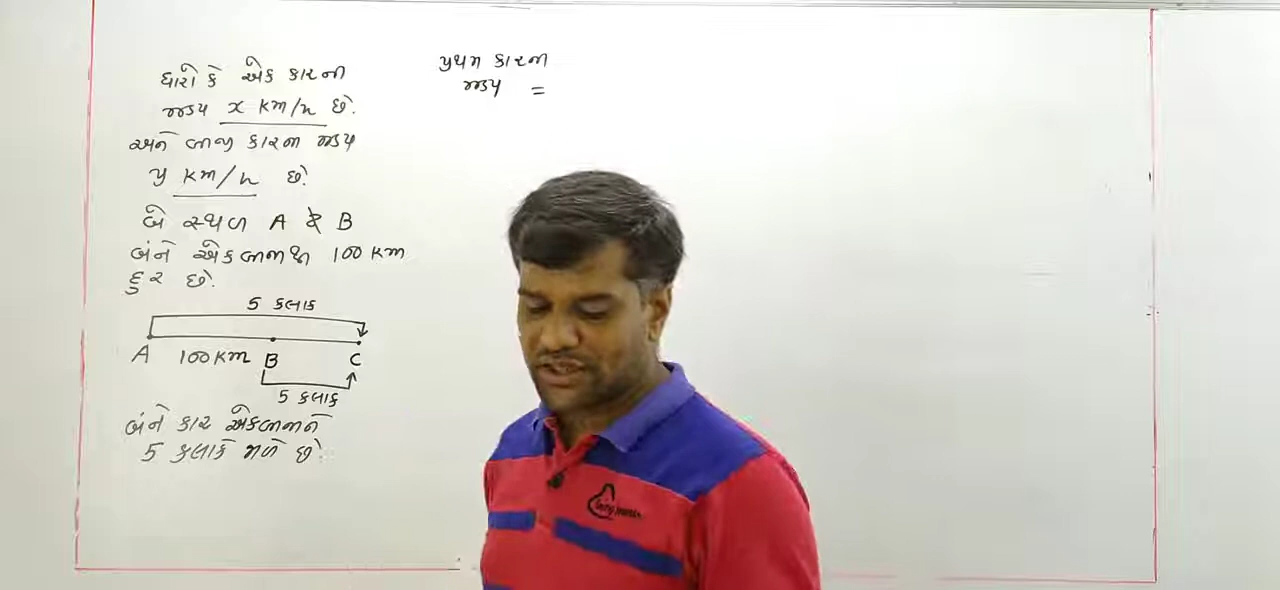 ધારો કે એક કારની
ઝડપ x km/h છે.
અને બીજી કારની ઝડપ
y km/h છે.
બે સ્થળ A & B
બંને એકબીજાથી 100 km
દુર છે.
5 કલાક
A 100 km B C
5 કલાક
બંને કાર એકબીજાને
5 કલાકે મળે છે.
પ્રથમ કારની
ઝડપ =